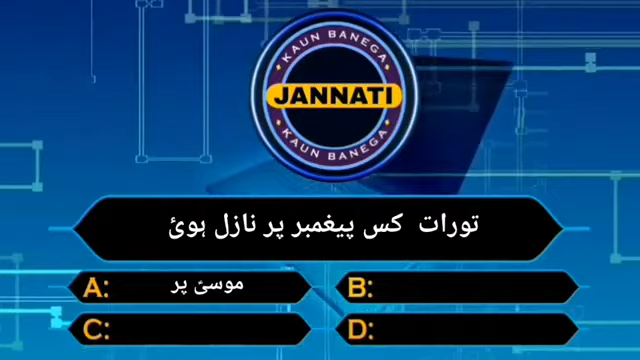 KAUN BANEGA
JANNATI
KAUN BANEGA
تورات کس پیغمبر پر نازل ہوئ
A: موسیٰ پر
B:
C:
D: